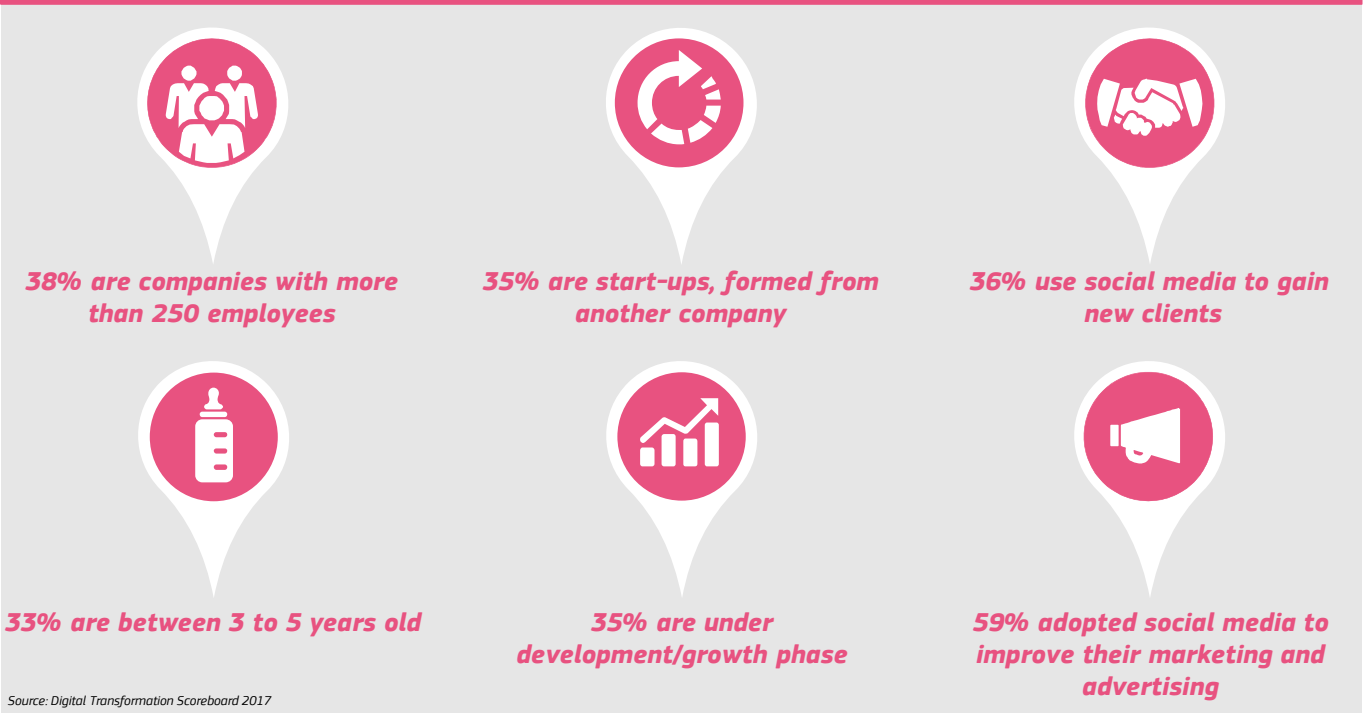 38% are companies with more
than 250 employees
35% are start-ups, formed from
another company
36% use social media to gain
new clients
33% are between 3 to 5 years old
35% are under
development/growth phase
59% adopted social media to
improve their marketing and
advertising
Source: Digital Transformation Scoreboard 2017